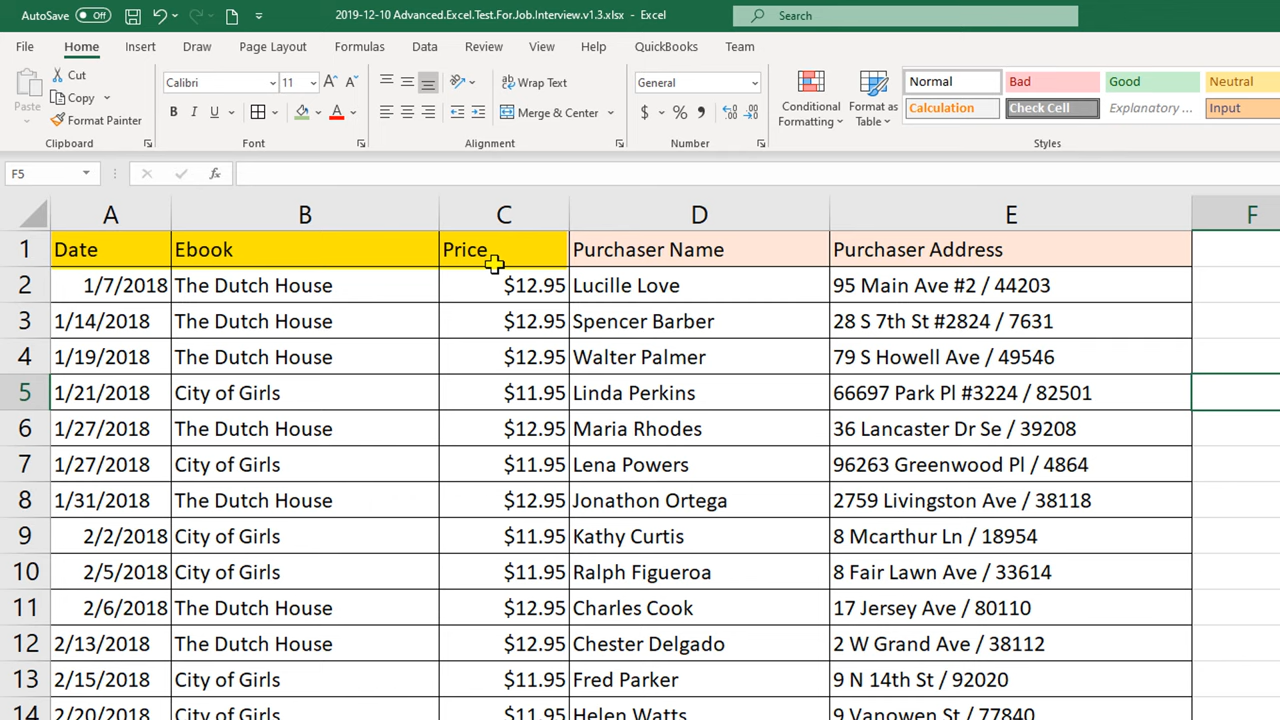 AutoSave Off 2019-12-10 Advanced.Excel.Test.For.Job.Interview.v1.3.xlsx - Excel Search
File Home Insert Draw Page Layout Formulas Data Review View Help QuickBooks Team
Paste Cut Copy Format Painter
Calibri 11 A A B I U A
ab Wrap Text Merge & Center
General $ % 9
Conditional Formatting Format as Table
Normal Bad Good Neutral
Calculation Check Cell Explanatory ... Input
Clipboard Font Alignment Number Styles
F5 fx
A B C D E F
1 Date Ebook Price Purchaser Name Purchaser Address
2 1/7/2018 The Dutch House $12.95 Lucille Love 95 Main Ave #2 / 44203
3 1/14/2018 The Dutch House $12.95 Spencer Barber 28 S 7th St #2824 / 7631
4 1/19/2018 The Dutch House $12.95 Walter Palmer 79 S Howell Ave / 49546
5 1/21/2018 City of Girls $11.95 Linda Perkins 66697 Park Pl #3224 / 82501
6 1/27/2018 The Dutch House $12.95 Maria Rhodes 36 Lancaster Dr Se / 39208
7 1/27/2018 City of Girls $11.95 Lena Powers 96263 Greenwood Pl / 4864
8 1/31/2018 The Dutch House $12.95 Jonathon Ortega 2759 Livingston Ave / 38118
9 2/2/2018 City of Girls $11.95 Kathy Curtis 8 Mcarthur Ln / 18954
10 2/5/2018 City of Girls $11.95 Ralph Figueroa 8 Fair Lawn Ave / 33614
11 2/6/2018 The Dutch House $12.95 Charles Cook 17 Jersey Ave / 80110
12 2/13/2018 The Dutch House $12.95 Chester Delgado 2 W Grand Ave / 38112
13 2/15/2018 City of Girls $11.95 Fred Parker 9 N 14th St / 92020
14 2/20/2018 City of Girls $11.95 Helen Watts 9 Vanowen St / 77840